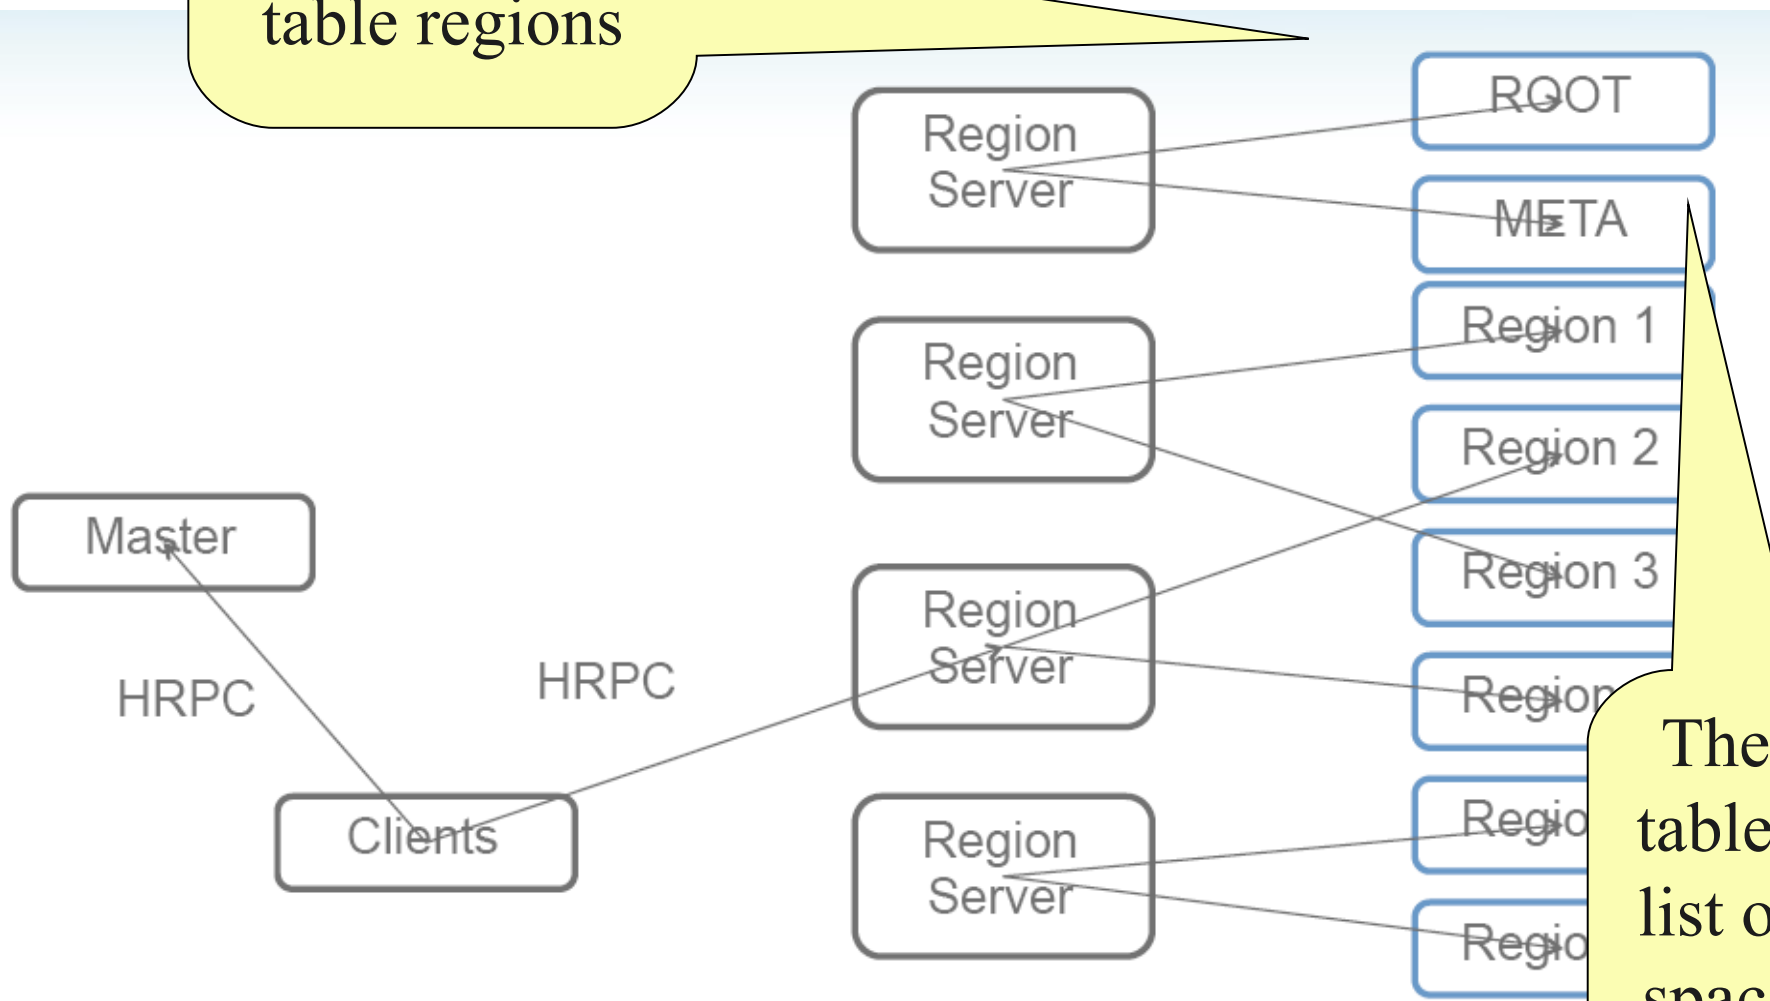 table regions
Region
Server
ROOT
META
Region
Server
Region 1
Region 2
Region 3
Master
HRPC
HRPC
Clients
Region
Server
Region
Region
Server
The
table
list